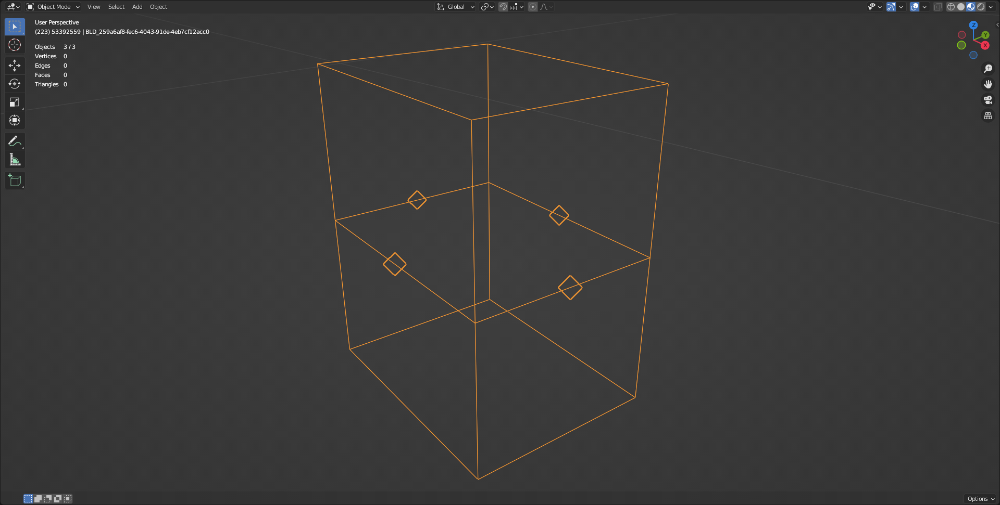 Object Mode View Select Add Object Global
User Perspective
(223) 53392559 | BLD_259a6af8-fec6-4043-91de-4eb7cf12acc0
Objects 3 / 3
Vertices 0
Edges 0
Faces 0
Triangles 0
Z
Y
X
Options